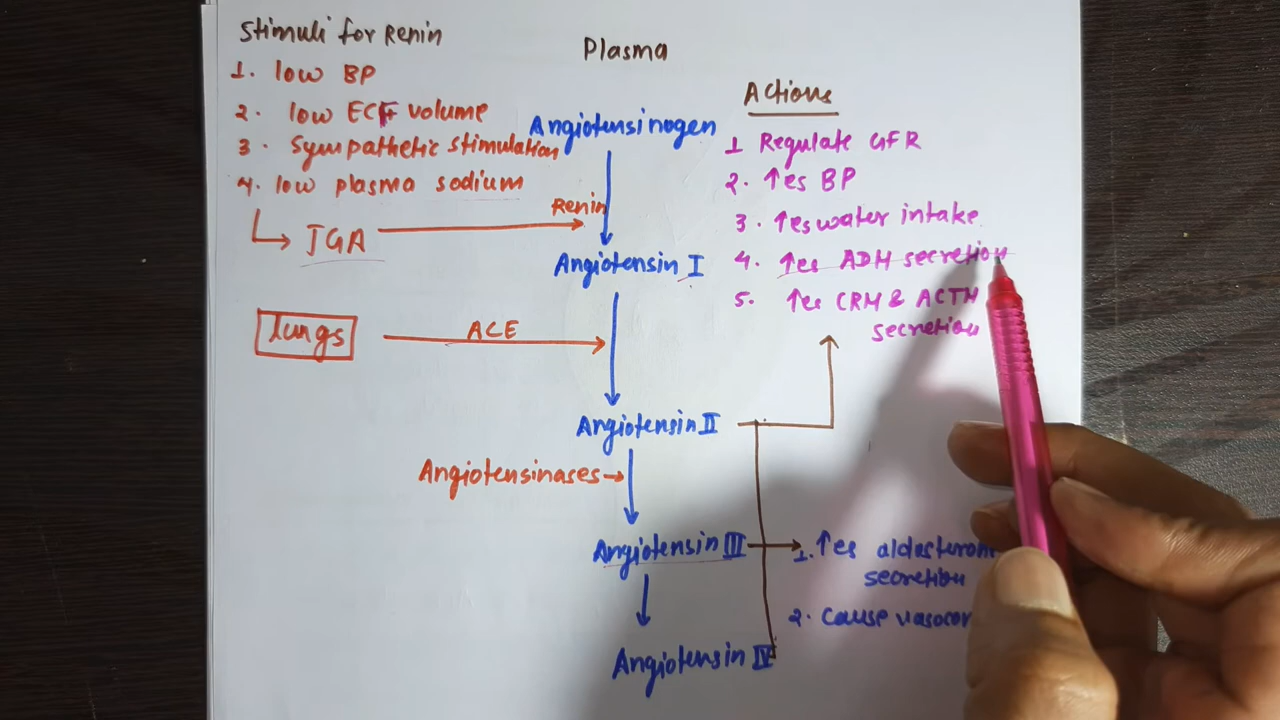 Stimuli for Renin
1. low BP
2. low ECF volume
3. Sympathetic stimulation
4. low plasma sodium
JGA
Renin
lungs
ACE
Plasma
Angiotensinogen
Angiotensin I
Angiotensin II
Angiotensinases
Angiotensin III
Angiotensin IV
Actions
1 Regulate GFR
2. ↑es BP
3. ↑es water intake
4. ↑es ADH secretion
5. ↑es CRH & ACTH
secretion
1. ↑es aldosteron
secretion
2. Cause vasocon